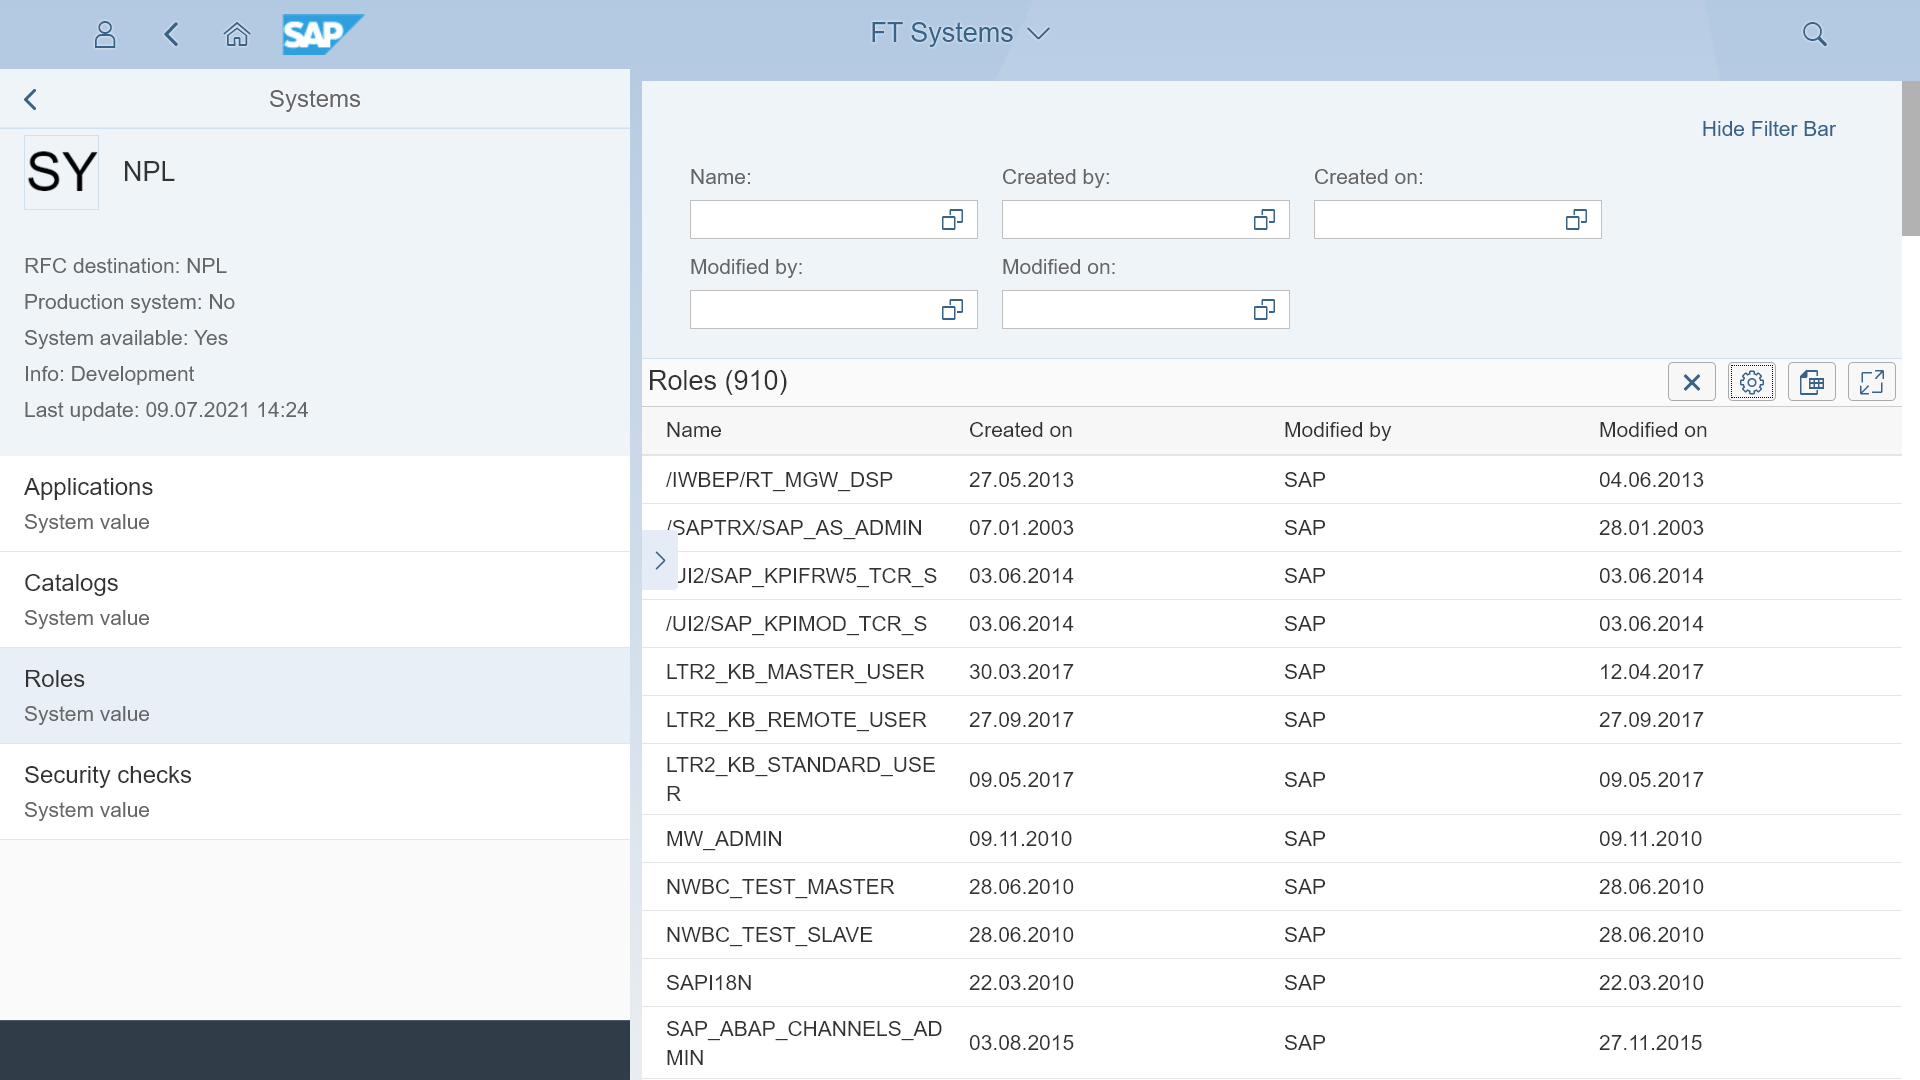 SAP
FT Systems
Systems
SY
NPL
RFC destination: NPL
Production system: No
System available: Yes
Info: Development
Last update: 09.07.2021 14:24
Applications
System value
Catalogs
System value
Roles
System value
Security checks
System value
Hide Filter Bar
Name:
Created by:
Created on:
Modified by:
Modified on:
Roles (910)
Name Created on Modified by Modified on
/IWBEP/RT_MGW_DSP 27.05.2013 SAP 04.06.2013
/SAPTRX/SAP_AS_ADMIN 07.01.2003 SAP 28.01.2003
UI2/SAP_KPIFRW5_TCR_S 03.06.2014 SAP 03.06.2014
/UI2/SAP_KPIMOD_TCR_S 03.06.2014 SAP 03.06.2014
LTR2_KB_MASTER_USER 30.03.2017 SAP 12.04.2017
LTR2_KB_REMOTE_USER 27.09.2017 SAP 27.09.2017
LTR2_KB_STANDARD_USE
R 09.05.2017 SAP 09.05.2017
MW_ADMIN 09.11.2010 SAP 09.11.2010
NWBC_TEST_MASTER 28.06.2010 SAP 28.06.2010
NWBC_TEST_SLAVE 28.06.2010 SAP 28.06.2010
SAPI18N 22.03.2010 SAP 22.03.2010
SAP_ABAP_CHANNELS_AD
MIN 03.08.2015 SAP 27.11.2015